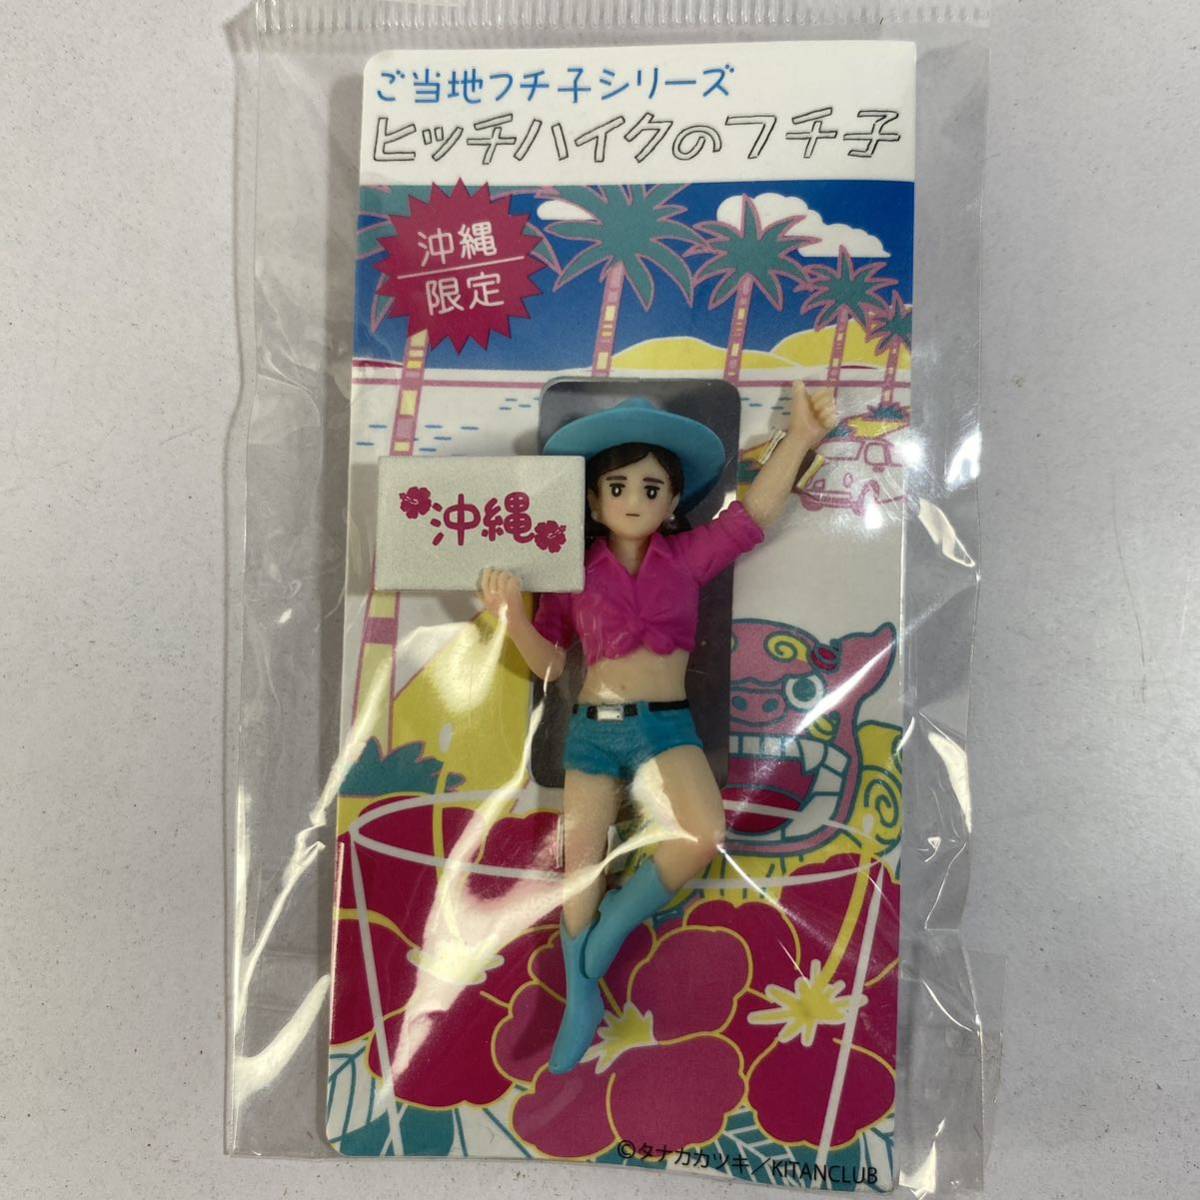 ご当地フチ子シリーズ
ヒッチハイクのフチ子
沖縄
限定
沖縄
©タナカカツキ／KITANCLUB